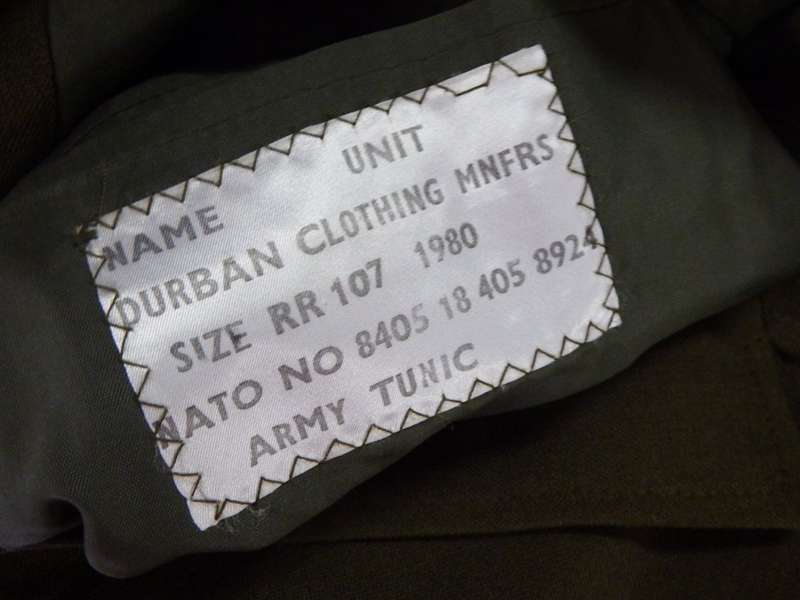 NAME UNIT
DURBAN CLOTHING MNFRS
SIZE RR 107 1980
NATO NO 8405 18 405 8924
ARMY TUNIC